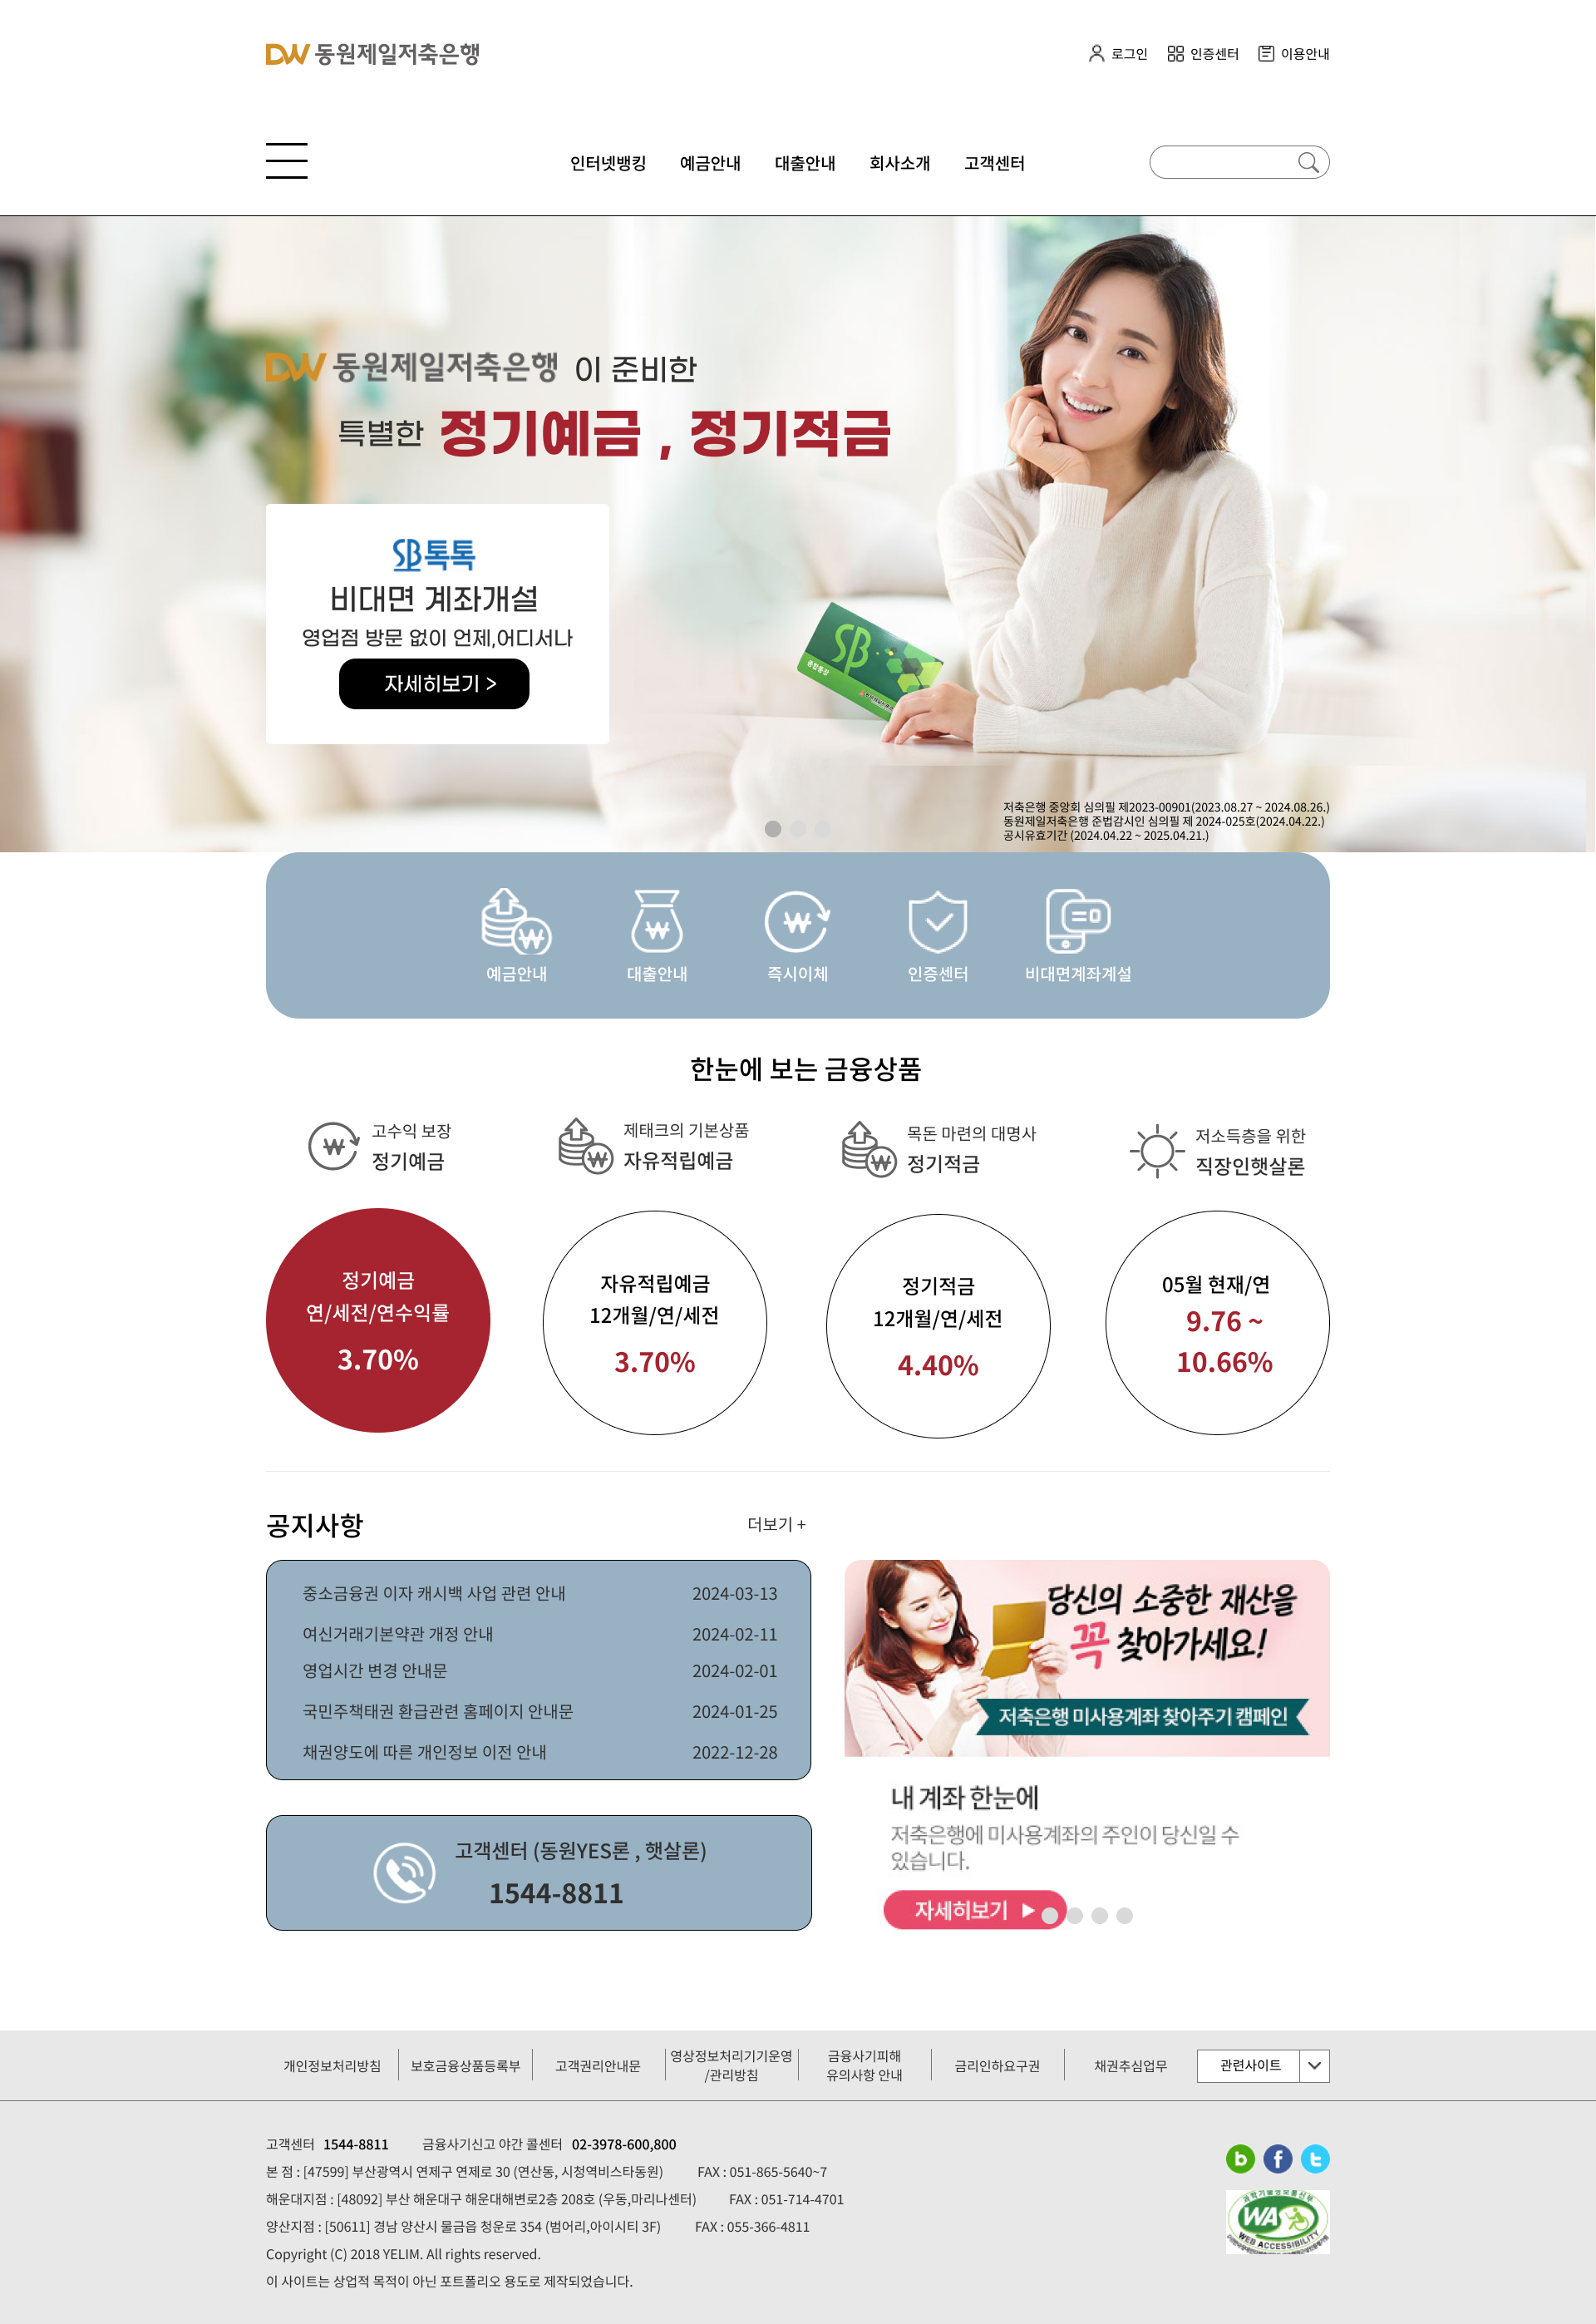 DW 동원제일저축은행
로그인 인증센터 이용안내
인터넷뱅킹 예금안내 대출안내 회사소개 고객센터
DW 동원제일저축은행 이 준비한
특별한 정기예금 , 정기적금
SB톡톡
비대면 계좌개설
영업점 방문 없이 언제,어디서나
자세히보기 >
SB
종합통장
저축은행 중앙회 심의필 제2023-00901(2023.08.27 ~ 2024.08.26.)
동원제일저축은행 준법감시인 심의필 제 2024-025호(2024.04.22.)
공시유효기간 (2024.04.22 ~ 2025.04.21.)
예금안내 대출안내 즉시이체 인증센터 비대면계좌계설
한눈에 보는 금융상품
고수익 보장
정기예금
제태크의 기본상품
자유적립예금
목돈 마련의 대명사
정기적금
저소득층을 위한
직장인햇살론
정기예금
연/세전/연수익률
3.70%
자유적립예금
12개월/연/세전
3.70%
정기적금
12개월/연/세전
4.40%
05월 현재/연
9.76 ~
10.66%
공지사항 더보기 +
중소금융권 이자 캐시백 사업 관련 안내 2024-03-13
여신거래기본약관 개정 안내 2024-02-11
영업시간 변경 안내문 2024-02-01
국민주책태권 환급관련 홈페이지 안내문 2024-01-25
채권양도에 따른 개인정보 이전 안내 2022-12-28
고객센터 (동원YES론 , 햇살론)
1544-8811
당신의 소중한 재산을
꼭 찾아가세요!
저축은행 미사용계좌 찾아주기 캠페인
내 계좌 한눈에
저축은행에 미사용계좌의 주인이 당신일 수
있습니다.
자세히보기 ▶
개인정보처리방침 보호금융상품등록부 고객권리안내문
영상정보처리기기운영
/관리방침
금융사기피해
유의사항 안내
금리인하요구권 채권추심업무 관련사이트
고객센터 1544-8811 금융사기신고 야간 콜센터 02-3978-600,800
본 점 : [47599] 부산광역시 연제구 연제로 30 (연산동, 시청역비스타동원) FAX : 051-865-5640~7
해운대지점 : [48092] 부산 해운대구 해운대해변로2층 208호 (우동,마리나센터) FAX : 051-714-4701
양산지점 : [50611] 경남 양산시 물금읍 청운로 354 (범어리,아이시티 3F) FAX : 055-366-4811
Copyright (C) 2018 YELIM. All rights reserved.
이 사이트는 상업적 목적이 아닌 포트폴리오 용도로 제작되었습니다.
b f t
과학기술정보통신부
WA
WEB ACCESSIBILITY